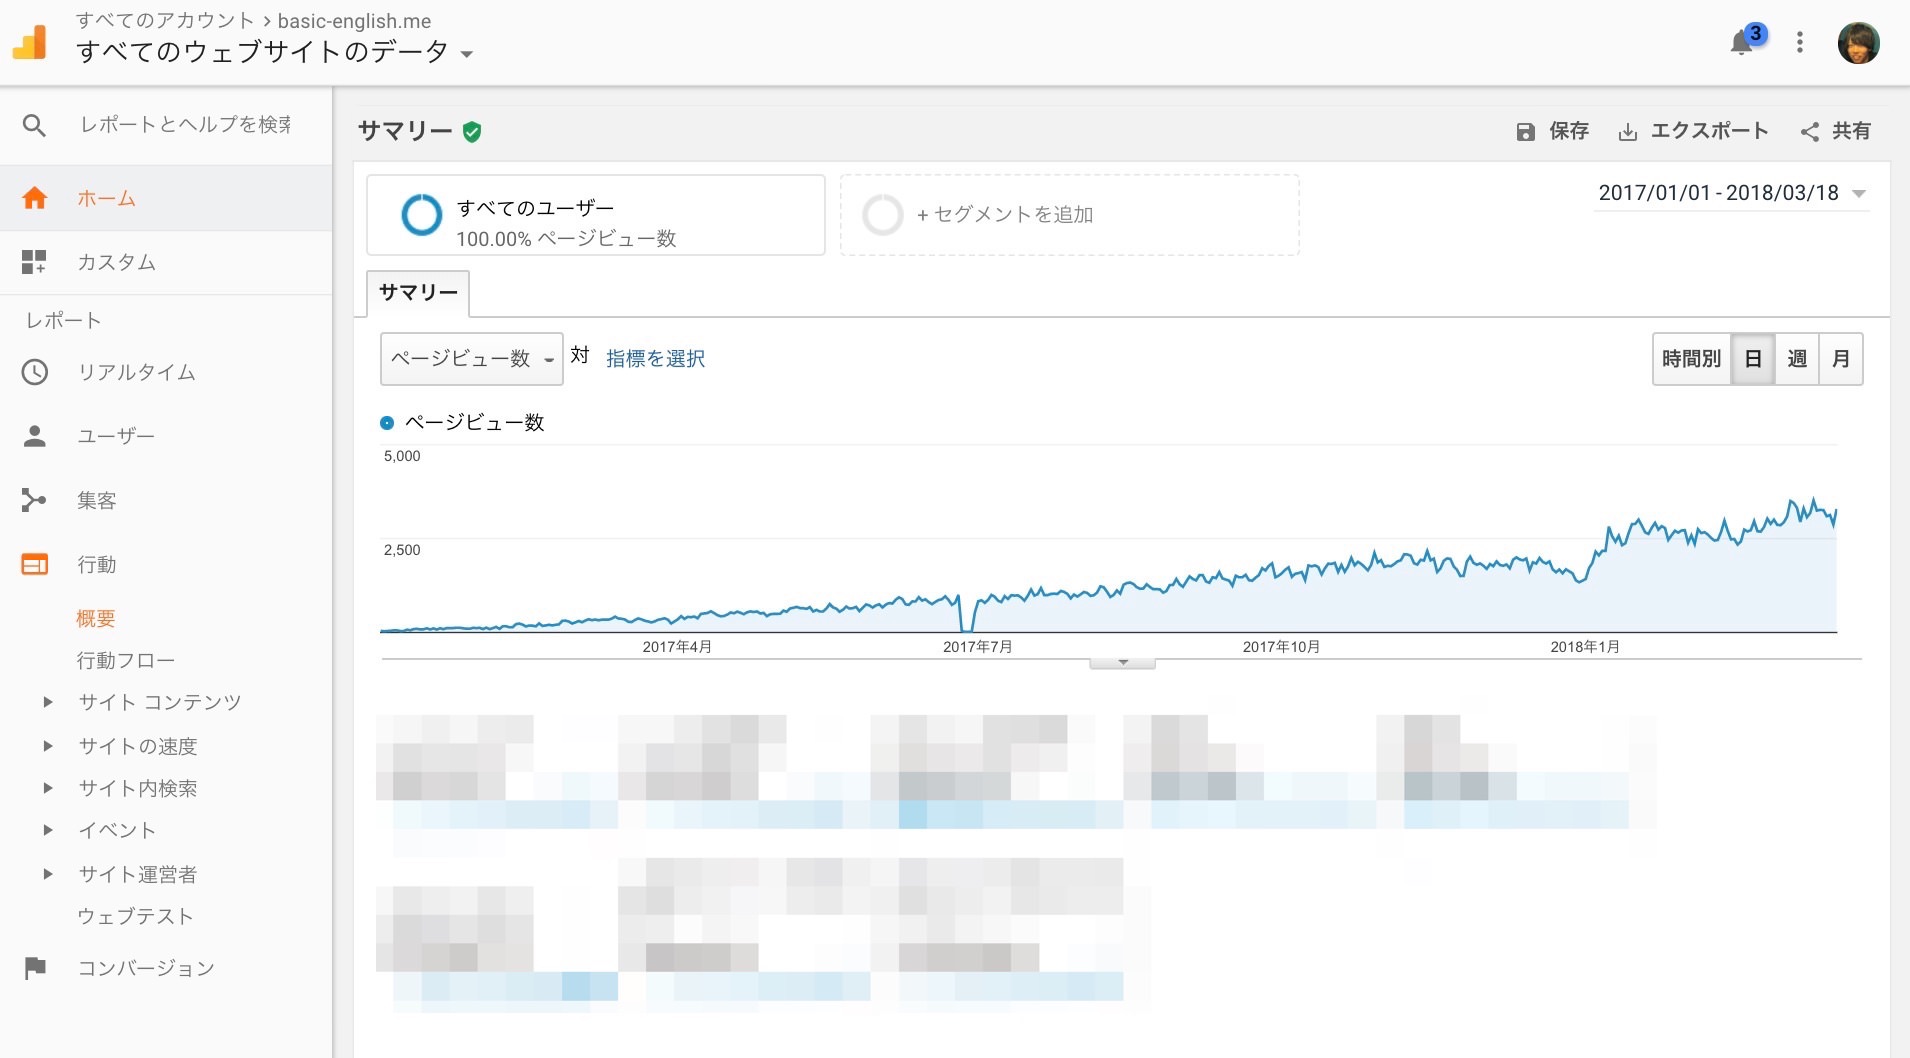 すべてのアカウント > basic-english.me
すべてのウェブサイトのデータ
3
レポートとヘルプを検索
ホーム
カスタム
レポート
リアルタイム
ユーザー
集客
行動
概要
行動フロー
サイト コンテンツ
サイトの速度
サイト内検索
イベント
サイト運営者
ウェブテスト
コンバージョン
サマリー
保存
エクスポート
共有
すべてのユーザー
100.00% ページビュー数
+ セグメントを追加
2017/01/01 - 2018/03/18
サマリー
ページビュー数
対
指標を選択
時間別
日
週
月
ページビュー数
5,000
2,500
2017年4月
2017年7月
2017年10月
2018年1月